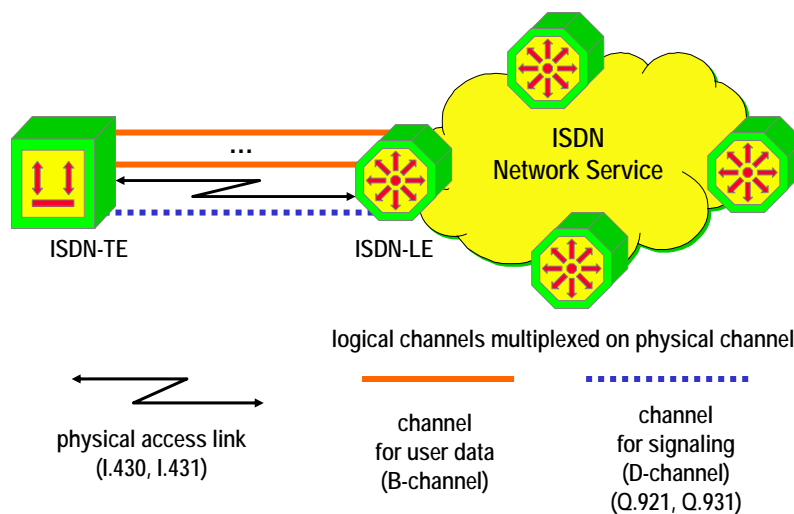 ISDN
Network Service
...
ISDN-TE
ISDN-LE
logical channels multiplexed on physical channel
physical access link
(I.430, I.431)
channel
for user data
(B-channel)
channel
for signaling
(D-channel)
(Q.921, Q.931)